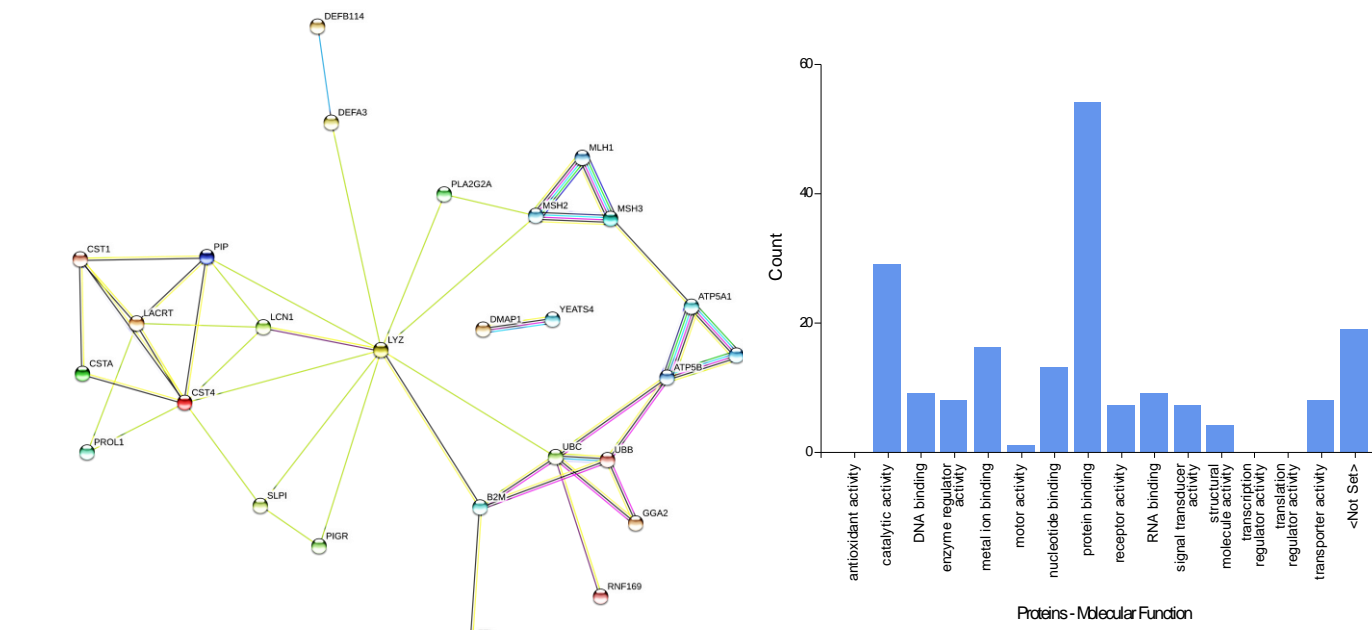 DEFB114
DEFA3
MLH1
PLA2G2A
MSH2
MSH3
CST1
PIP
ATP5A1
LACRT
LCN1
DMAP1
YEATS4
LYZ
CSTA
ATP5B
CST4
PROL1
UBC
UBB
SLPI
B2M
GGA2
PIGR
RNF169
60
40
20
0
Count
antioxidant activity
catalytic activity
DNA binding
enzyme regulator
activity
metal ion binding
motor activity
nucleotide binding
protein binding
receptor activity
RNA binding
signal transducer
activity
structural
molecule activity
transcription
regulator activity
translation
regulator activity
transporter activity
<Not Set>
Proteins - Molecular Function